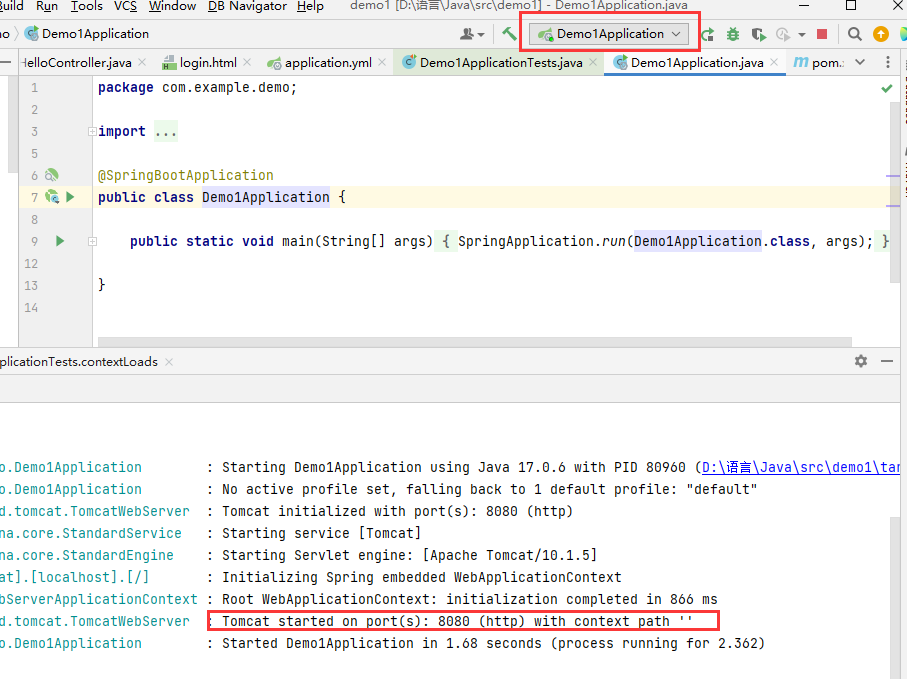 Build Run Tools VCS Window DB Navigator Help demo1 [D:\语言\Java\src\demo1] - Demo1Application.java
Demo1Application
Demo1Application
HelloController.java login.html application.yml Demo1ApplicationTests.java Demo1Application.java pom.
1 package com.example.demo;
2
3 import ...
5
6 @SpringBootApplication
7 public class Demo1Application {
8
9 public static void main(String[] args) { SpringApplication.run(Demo1Application.class, args); }
12
13 }
14
plicationTests.contextLoads
o.Demo1Application : Starting Demo1Application using Java 17.0.6 with PID 80960 (D:\语言\Java\src\demo1\tar
o.Demo1Application : No active profile set, falling back to 1 default profile: "default"
d.tomcat.TomcatWebServer : Tomcat initialized with port(s): 8080 (http)
na.core.StandardService : Starting service [Tomcat]
na.core.StandardEngine : Starting Servlet engine: [Apache Tomcat/10.1.5]
at].[localhost].[/] : Initializing Spring embedded WebApplicationContext
bServerApplicationContext : Root WebApplicationContext: initialization completed in 866 ms
d.tomcat.TomcatWebServer : Tomcat started on port(s): 8080 (http) with context path ''
o.Demo1Application : Started Demo1Application in 1.68 seconds (process running for 2.362)